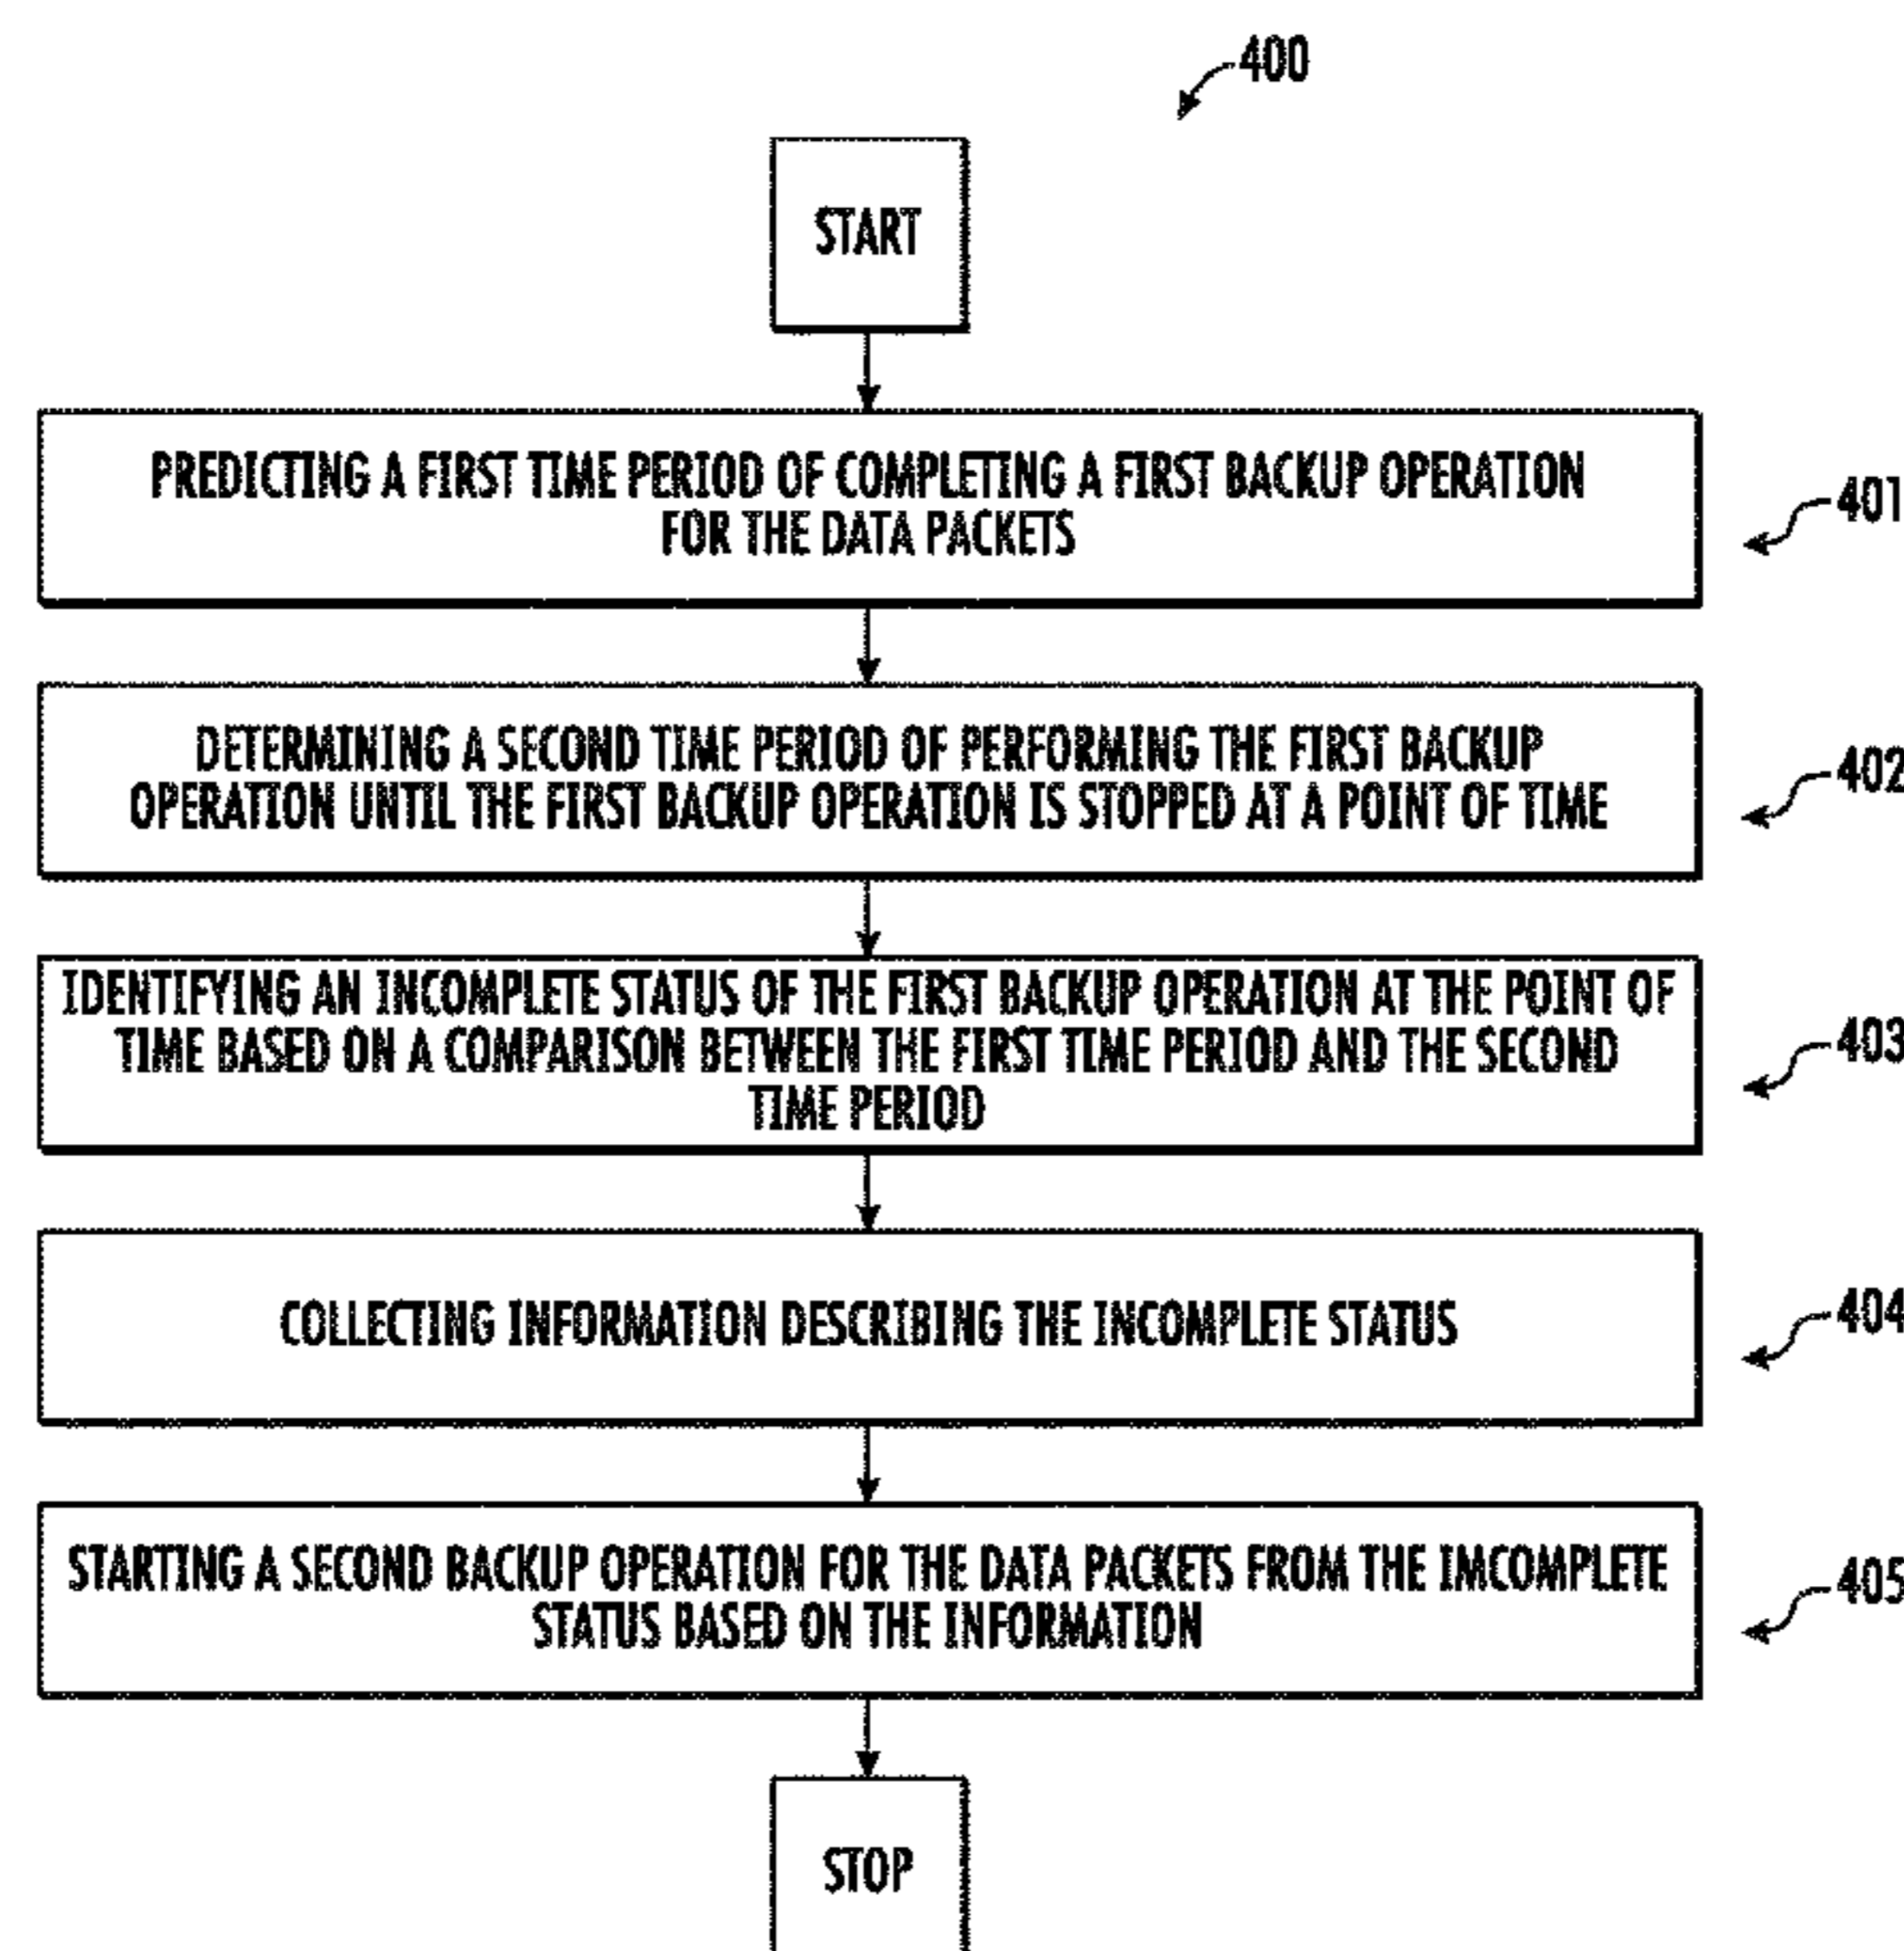 400
START
PREDICTING A FIRST TIME PERIOD OF COMPLETING A FIRST BACKUP OPERATION
FOR THE DATA PACKETS
401
DETERMINING A SECOND TIME PERIOD OF PERFORMING THE FIRST BACKUP
OPERATION UNTIL THE FIRST BACKUP OPERATION IS STOPPED AT A POINT OF TIME
402
IDENTIFYING AN INCOMPLETE STATUS OF THE FIRST BACKUP OPERATION AT THE POINT OF
TIME BASED ON A COMPARISON BETWEEN THE FIRST TIME PERIOD AND THE SECOND
TIME PERIOD
403
COLLECTING INFORMATION DESCRIBING THE INCOMPLETE STATUS
404
STARTING A SECOND BACKUP OPERATION FOR THE DATA PACKETS FROM THE IMCOMPLETE
STATUS BASED ON THE INFORMATION
405
STOP